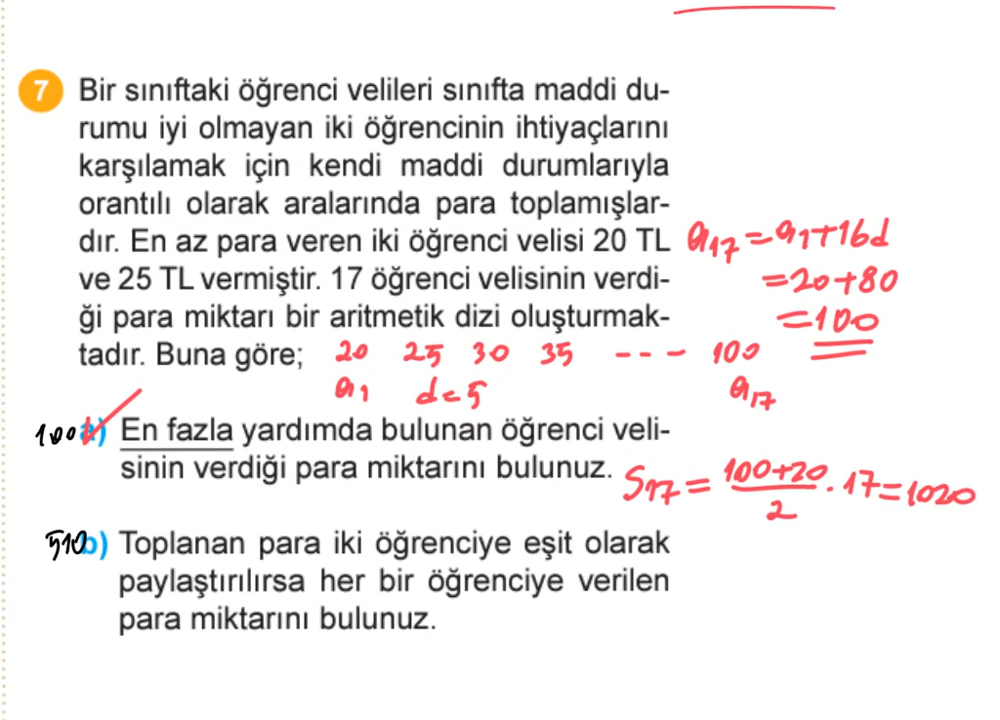 7 Bir sınıftaki öğrenci velileri sınıfta maddi du-
rumu iyi olmayan iki öğrencinin ihtiyaçlarını
karşılamak için kendi maddi durumlarıyla
orantılı olarak aralarında para toplamışlar-
dır. En az para veren iki öğrenci velisi 20 TL
ve 25 TL vermiştir. 17 öğrenci velisinin verdi-
ği para miktarı bir aritmetik dizi oluşturmak-
tadır. Buna göre;
a₁₇ = a₁ + 16d
= 20 + 80
= 100
20 25 30 35 --- 100
a₁ d = 5 a₁₇
100 a) En fazla yardımda bulunan öğrenci veli-
sinin verdiği para miktarını bulunuz.
S₁₇ = (100+20)/2 . 17 = 1020
510 b) Toplanan para iki öğrenciye eşit olarak
paylaştırılırsa her bir öğrenciye verilen
para miktarını bulunuz.